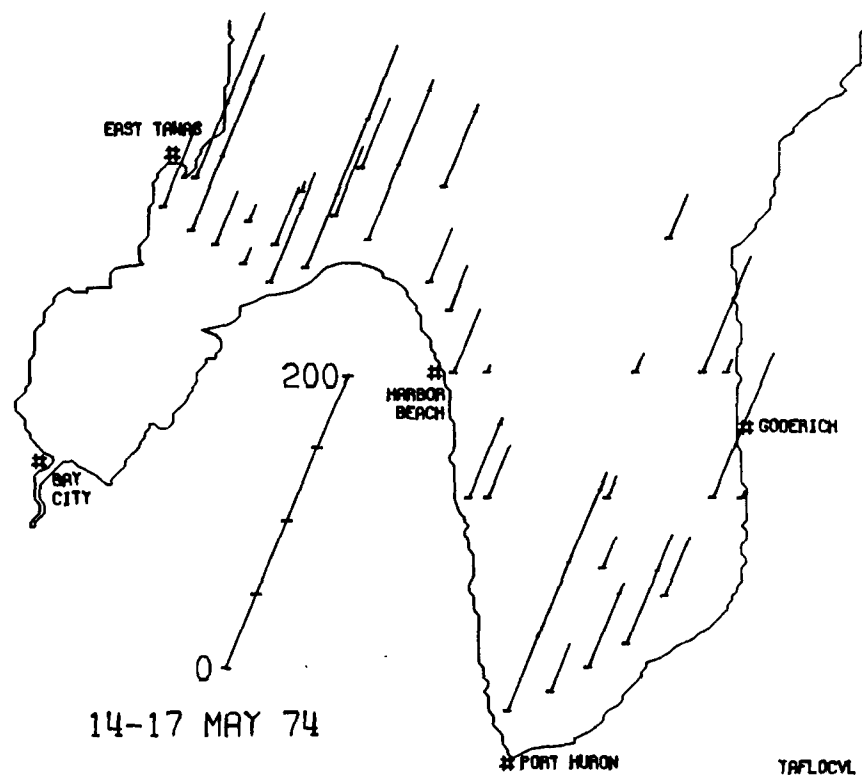 EAST TAWAS
200
HARBOR
BEACH
GODERICH
BAY
CITY
0
14-17 MAY 74
PORT HURON
TAFLOCVL